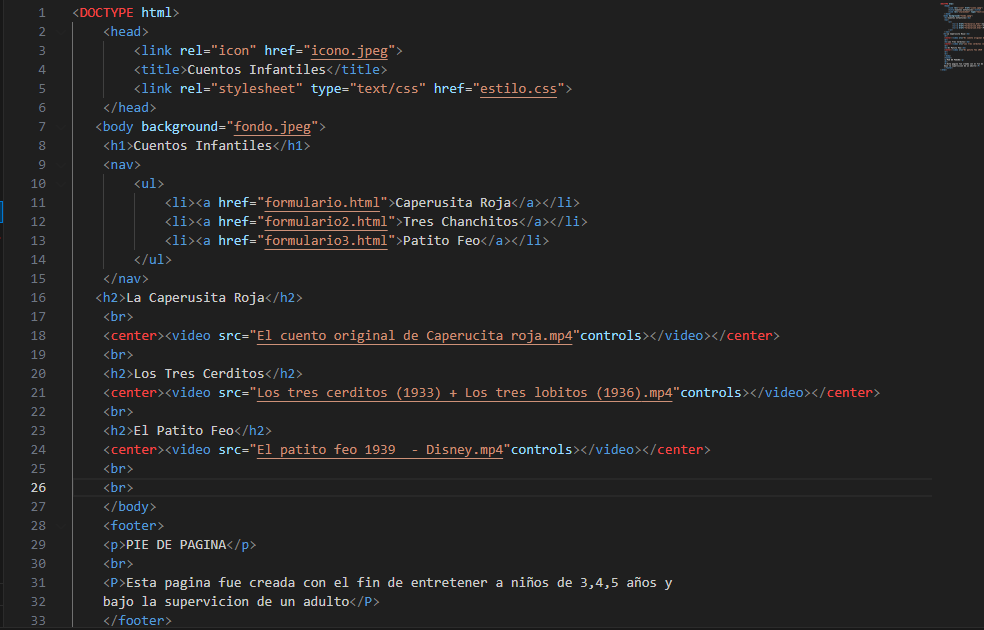 1 <DOCTYPE html>
2 <head>
3 <link rel="icon" href="icono.jpeg">
4 <title>Cuentos Infantiles</title>
5 <link rel="stylesheet" type="text/css" href="estilo.css">
6 </head>
7 <body background="fondo.jpeg">
8 <h1>Cuentos Infantiles</h1>
9 <nav>
10 <ul>
11 <li><a href="formulario.html">Caperusita Roja</a></li>
12 <li><a href="formulario2.html">Tres Chanchitos</a></li>
13 <li><a href="formulario3.html">Patito Feo</a></li>
14 </ul>
15 </nav>
16 <h2>La Caperusita Roja</h2>
17 <br>
18 <center><video src="El cuento original de Caperucita roja.mp4"controls></video></center>
19 <br>
20 <h2>Los Tres Cerditos</h2>
21 <center><video src="Los tres cerditos (1933) + Los tres lobitos (1936).mp4"controls></video></center>
22 <br>
23 <h2>El Patito Feo</h2>
24 <center><video src="El patito feo 1939  - Disney.mp4"controls></video></center>
25 <br>
26 <br>
27 </body>
28 <footer>
29 <p>PIE DE PAGINA</p>
30 <br>
31 <P>Esta pagina fue creada con el fin de entretener a niños de 3,4,5 años y
32 bajo la supervicion de un adulto</P>
33 </footer>